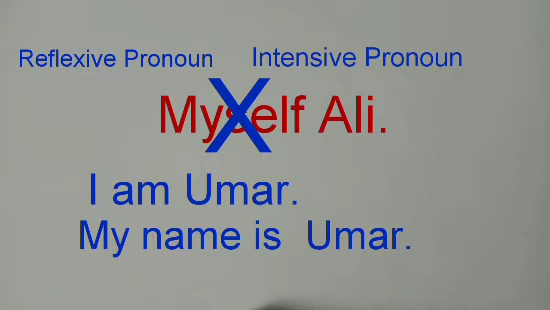 Reflexive Pronoun Intensive Pronoun
Myself Ali.
I am Umar.
My name is Umar.